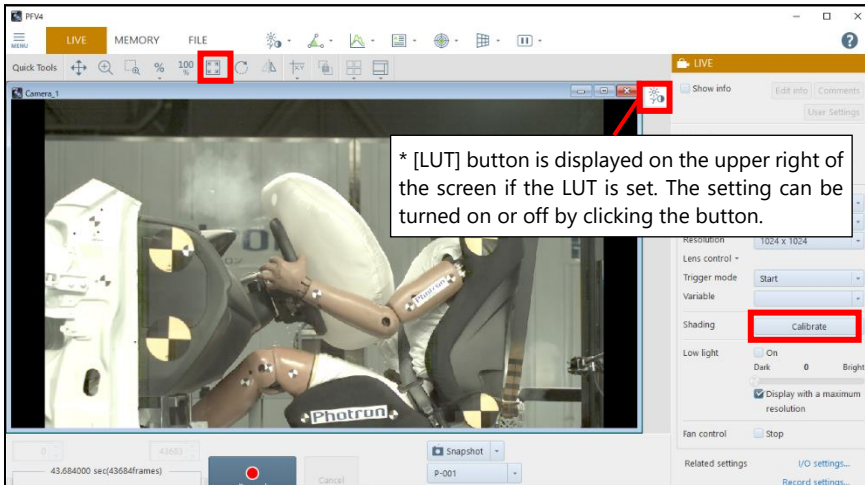 PFV4
MENU
LIVE
MEMORY
FILE
Quick Tools
%
100
%
LIVE
Camera_1
Show info
Edit info
Comments
User Settings
* [LUT] button is displayed on the upper right of
the screen if the LUT is set. The setting can be
turned on or off by clicking the button.
Resolution
1024 x 1024
Lens control
Trigger mode
Start
Variable
Shading
Calibrate
Low light
On
Dark
0
Bright
Display with a maximum
resolution
Photron
Photron
Fan control
Stop
0
43683
Snapshot
43.684000 sec(43684frames)
Cancel
P-001
Related settings
I/O settings...
Record settings...